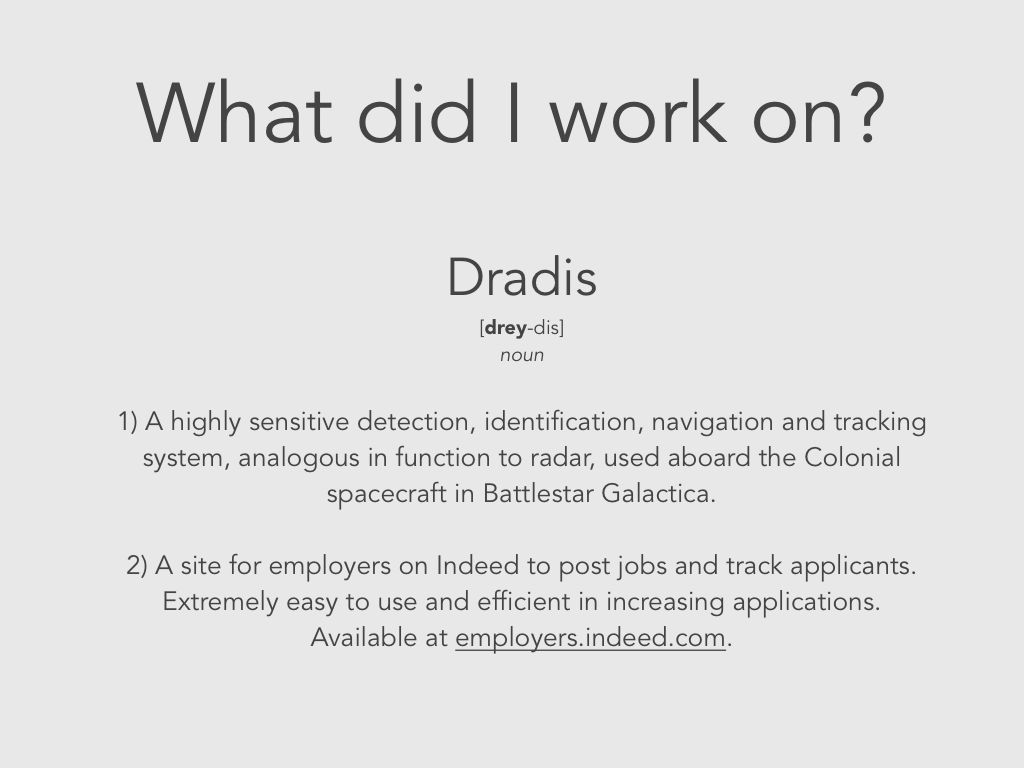 What did I work on?
Dradis
[drey-dis]
noun
1) A highly sensitive detection, identification, navigation and tracking
system, analogous in function to radar, used aboard the Colonial
spacecraft in Battlestar Galactica.
2) A site for employers on Indeed to post jobs and track applicants.
Extremely easy to use and efficient in increasing applications.
Available at employers.indeed.com.